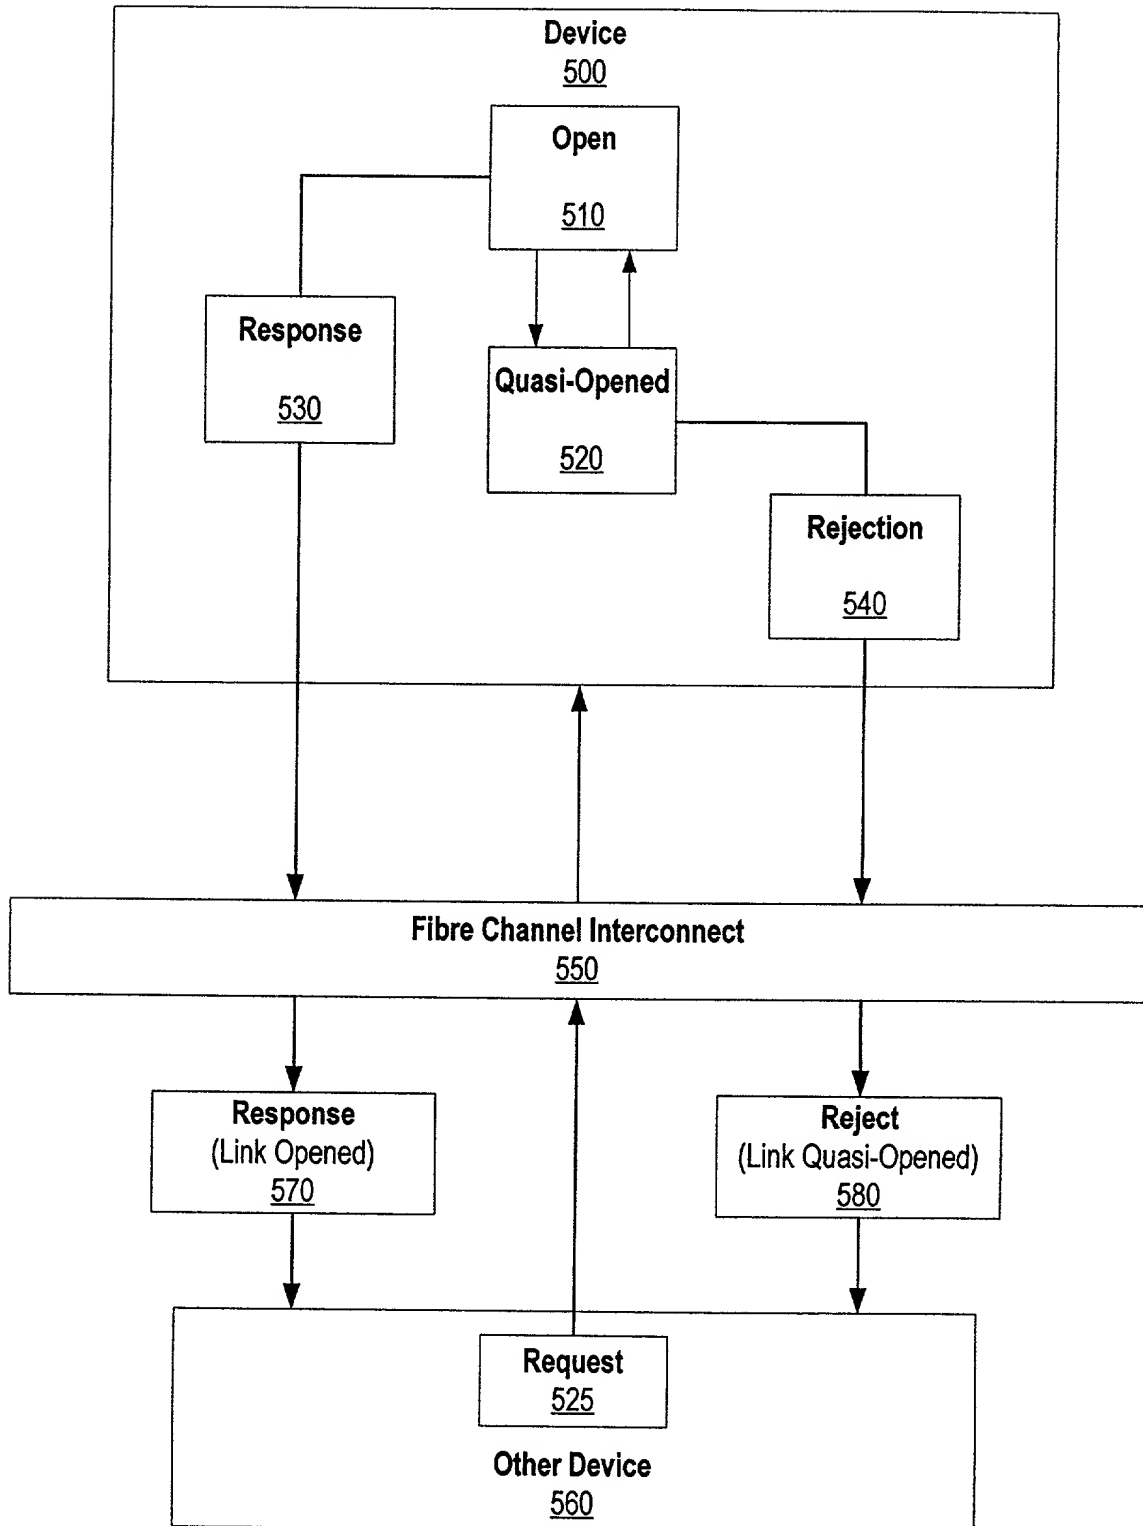 Device
500
Open
510
Response
530
Quasi-Opened
520
Rejection
540
Fibre Channel Interconnect
550
Response
(Link Opened)
570
Reject
(Link Quasi-Opened)
580
Request
525
Other Device
560